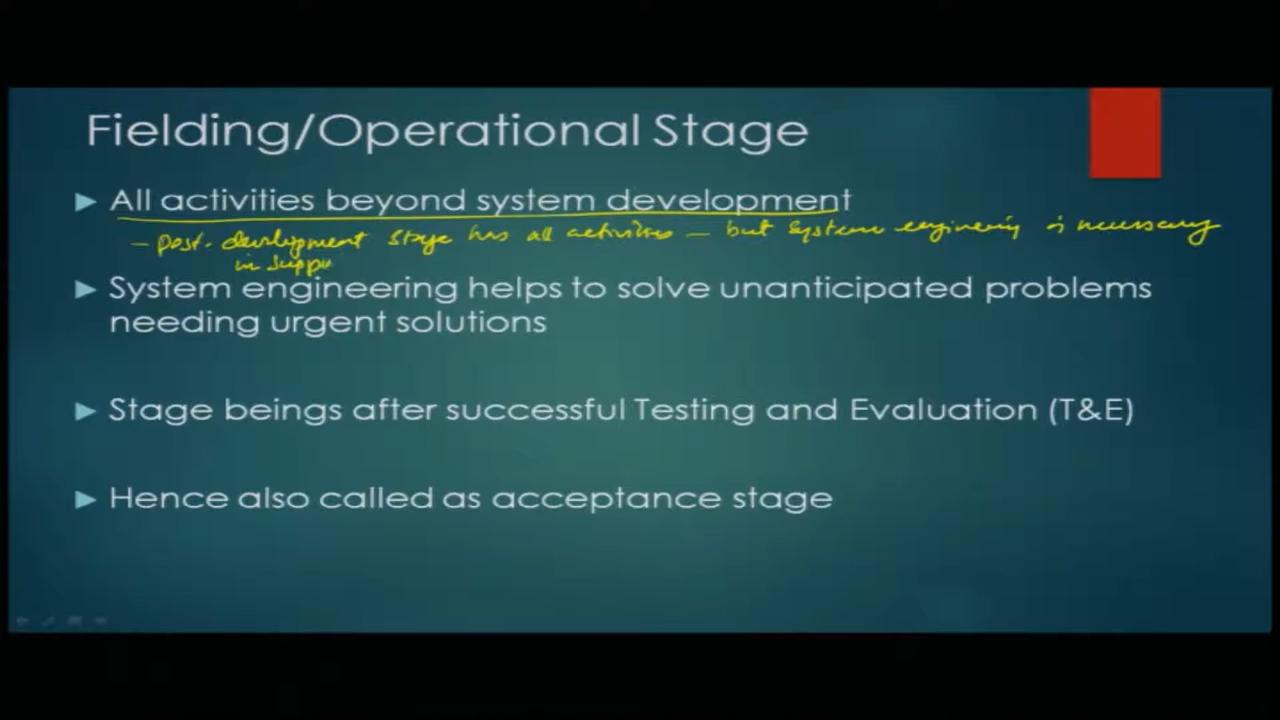 Fielding/Operational Stage
All activities beyond system development
- post-development stage has all activities - but systems engineering is necessary
in suppo
System engineering helps to solve unanticipated problems
needing urgent solutions
Stage beings after successful Testing and Evaluation (T&E)
Hence also called as acceptance stage